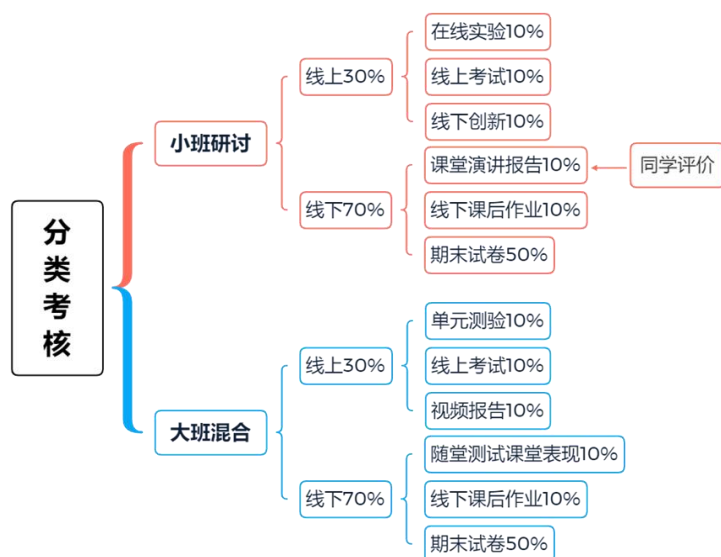 分类考核
小班研讨
线上30%
在线实验10%
线上考试10%
线下创新10%
线下70%
课堂演讲报告10%
同学评价
线下课后作业10%
期末试卷50%
大班混合
线上30%
单元测验10%
线上考试10%
视频报告10%
线下70%
随堂测试课堂表现10%
线下课后作业10%
期末试卷50%